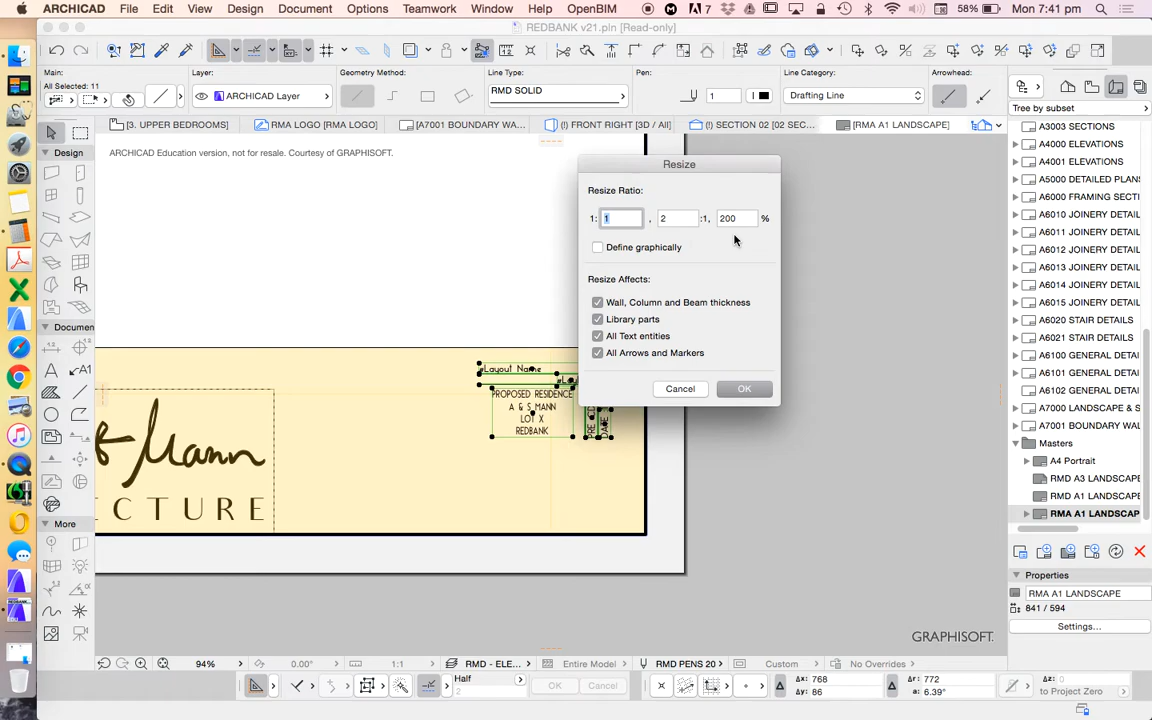 ARCHICAD File Edit View Design Document Options Teamwork Window Help OpenBIM 7 58% Mon 7:41 pm
REDBANK v21.pln [Read-only]
Main:
All Selected: 11
Layer:
ARCHICAD Layer
Geometry Method:
Line Type:
RMD SOLID
Pen:
1
Line Category:
Drafting Line
Arrowhead:
Tree by subset
[3. UPPER BEDROOMS]
RMA LOGO [RMA LOGO]
[A7001 BOUNDARY WA...
(!) FRONT RIGHT [3D / All]
(!) SECTION 02 [02 SEC...
[RMA A1 LANDSCAPE]
ARCHICAD Education version, not for resale. Courtesy of GRAPHISOFT.
Design
Documen
More
Resize
Resize Ratio:
1: 1 , 2 :1, 200 %
Define graphically
Resize Affects:
Wall, Column and Beam thickness
Library parts
All Text entities
All Arrows and Markers
Cancel
OK
#Layout Name
PROPOSED RESIDENCE
A & S MANN
LOT X
REDBANK
Mann
CTURE
A3003 SECTIONS
A4000 ELEVATIONS
A4001 ELEVATIONS
A5000 DETAILED PLANS
A6000 FRAMING SECTI
A6010 JOINERY DETAIL
A6011 JOINERY DETAIL
A6012 JOINERY DETAIL
A6013 JOINERY DETAIL
A6014 JOINERY DETAIL
A6015 JOINERY DETAIL
A6020 STAIR DETAILS
A6021 STAIR DETAILS
A6100 GENERAL DETAI
A6101 GENERAL DETAI
A6102 GENERAL DETAI
A7000 LANDSCAPE & S
A7001 BOUNDARY WAL
Masters
A4 Portrait
RMD A3 LANDSCAPE
RMD A1 LANDSCAPE
RMA A1 LANDSCAP
Properties
RMA A1 LANDSCAPE
841 / 594
Settings...
GRAPHISOFT.
94%
0.00°
1:1
RMD - ELE...
Entire Model
RMD PENS 20
Custom
No Overrides
Half
2
OK
Cancel
Δx: 768
Δy: 86
Δr: 772
a: 6.39°
Δz: 0
to Project Zero